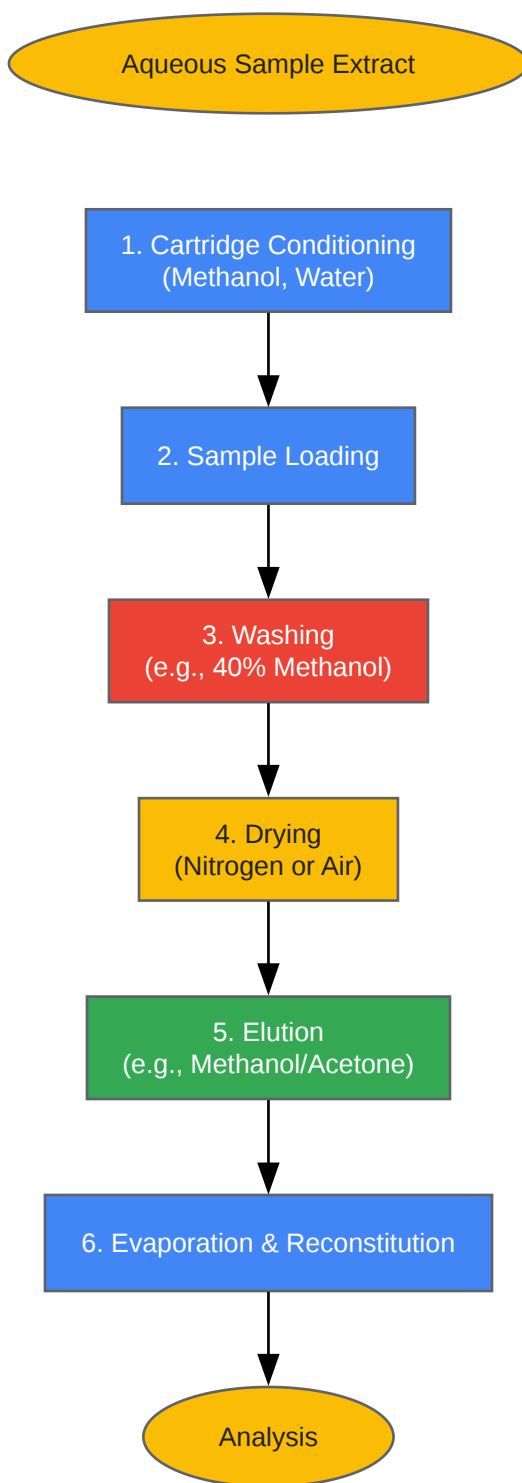 Aqueous Sample Extract
1. Cartridge Conditioning
(Methanol, Water)
2. Sample Loading
3. Washing
(e.g., 40% Methanol)
4. Drying
(Nitrogen or Air)
5. Elution
(e.g., Methanol/Acetone)
6. Evaporation & Reconstitution
Analysis